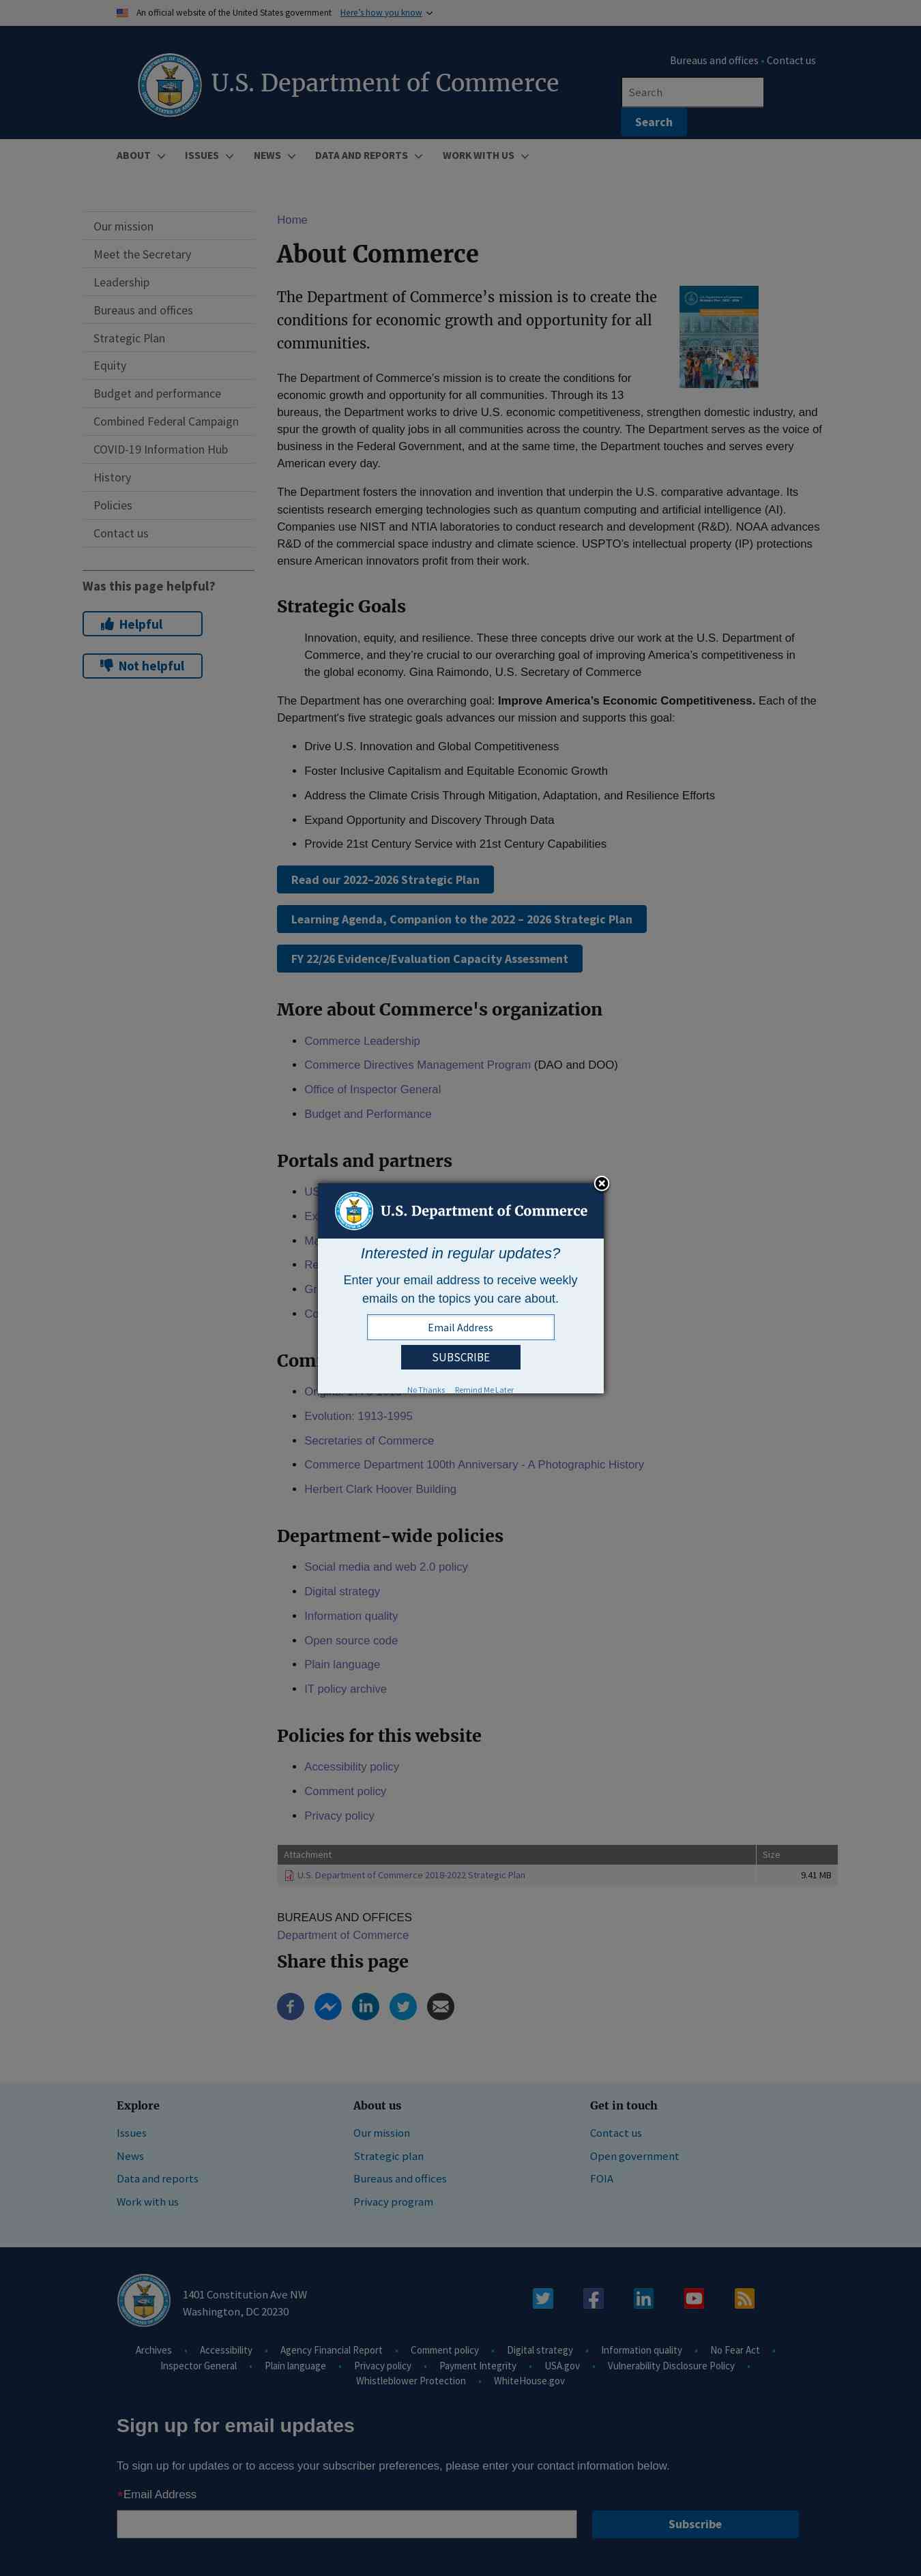 An official website of the United States government Here's how you know
Bureaus and offices - Contact us
U.S. Department of Commerce
Search
Search
ABOUT ISSUES NEWS DATA AND REPORTS WORK WITH US
Our mission
Meet the Secretary
Leadership
Bureaus and offices
Strategic Plan
Equity
Budget and performance
Combined Federal Campaign
COVID-19 Information Hub
History
Policies
Contact us
Was this page helpful?
Helpful
Not helpful
Home
About Commerce
The Department of Commerce's mission is to create the
conditions for economic growth and opportunity for all
communities.
The Department of Commerce's mission is to create the conditions for
economic growth and opportunity for all communities. Through its 13
bureaus, the Department works to drive U.S. economic competitiveness, strengthen domestic industry, and
spur the growth of quality jobs in all communities across the country. The Department serves as the voice of
business in the Federal Government, and at the same time, the Department touches and serves every
American every day.
The Department fosters the innovation and invention that underpin the U.S. comparative advantage. Its
scientists research emerging technologies such as quantum computing and artificial intelligence (AI).
Companies use NIST and NTIA laboratories to conduct research and development (R&D). NOAA advances
R&D of the commercial space industry and climate science. USPTO's intellectual property (IP) protections
ensure American innovators profit from their work.
Strategic Goals
Innovation, equity, and resilience. These three concepts drive our work at the U.S. Department of
Commerce, and they're crucial to our overarching goal of improving America's competitiveness in
the global economy. Gina Raimondo, U.S. Secretary of Commerce
The Department has one overarching goal: Improve America's Economic Competitiveness. Each of the
Department's five strategic goals advances our mission and supports this goal:
Drive U.S. Innovation and Global Competitiveness
Foster Inclusive Capitalism and Equitable Economic Growth
Address the Climate Crisis Through Mitigation, Adaptation, and Resilience Efforts
Expand Opportunity and Discovery Through Data
Provide 21st Century Service with 21st Century Capabilities
Read our 2022–2026 Strategic Plan
Learning Agenda, Companion to the 2022 – 2026 Strategic Plan
FY 22/26 Evidence/Evaluation Capacity Assessment
More about Commerce's organization
Commerce Leadership
Commerce Directives Management Program (DAO and DOO)
Office of Inspector General
Budget and Performance
Portals and partners
U.S. Department of Commerce
Interested in regular updates?
Enter your email address to receive weekly
emails on the topics you care about.
Email Address
SUBSCRIBE
No Thanks Remind Me Later
Evolution: 1913-1995
Secretaries of Commerce
Commerce Department 100th Anniversary - A Photographic History
Herbert Clark Hoover Building
Department-wide policies
Social media and web 2.0 policy
Digital strategy
Information quality
Open source code
Plain language
IT policy archive
Policies for this website
Accessibility policy
Comment policy
Privacy policy
Attachment Size
U.S. Department of Commerce 2018-2022 Strategic Plan 9.41 MB
BUREAUS AND OFFICES
Department of Commerce
Share this page
Explore
Issues
News
Data and reports
Work with us
About us
Our mission
Strategic plan
Bureaus and offices
Privacy program
Get in touch
Contact us
Open government
FOIA
1401 Constitution Ave NW
Washington, DC 20230
Archives Accessibility Agency Financial Report Comment policy Digital strategy Information quality No Fear Act
Inspector General Plain language Privacy policy Payment Integrity USA.gov Vulnerability Disclosure Policy
Whistleblower Protection WhiteHouse.gov
Sign up for email updates
To sign up for updates or to access your subscriber preferences, please enter your contact information below.
*Email Address
Subscribe